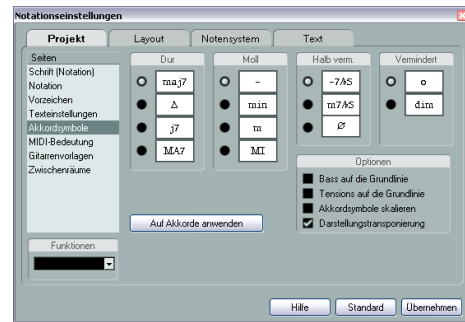 Notationseinstellungen
Projekt
Layout
Notensystem
Text
Seiten
Schrift (Notation)
Notation
Vorzeichen
Texteinstellungen
Akkordsymbole
MIDI-Bedeutung
Gitarrenvorlagen
Zwischenräume
Funktionen
Dur
maj7
Δ
j7
MA7
Moll
-
min
m
MI
Halb verm.
-7/b5
m7/b5
Ø
Vermindert
o
dim
Auf Akkorde anwenden
Optionen
Bass auf die Grundlinie
Tensions auf die Grundlinie
Akkordsymbole skalieren
Darstellungstransponierung
Hilfe
Standard
Übernehmen